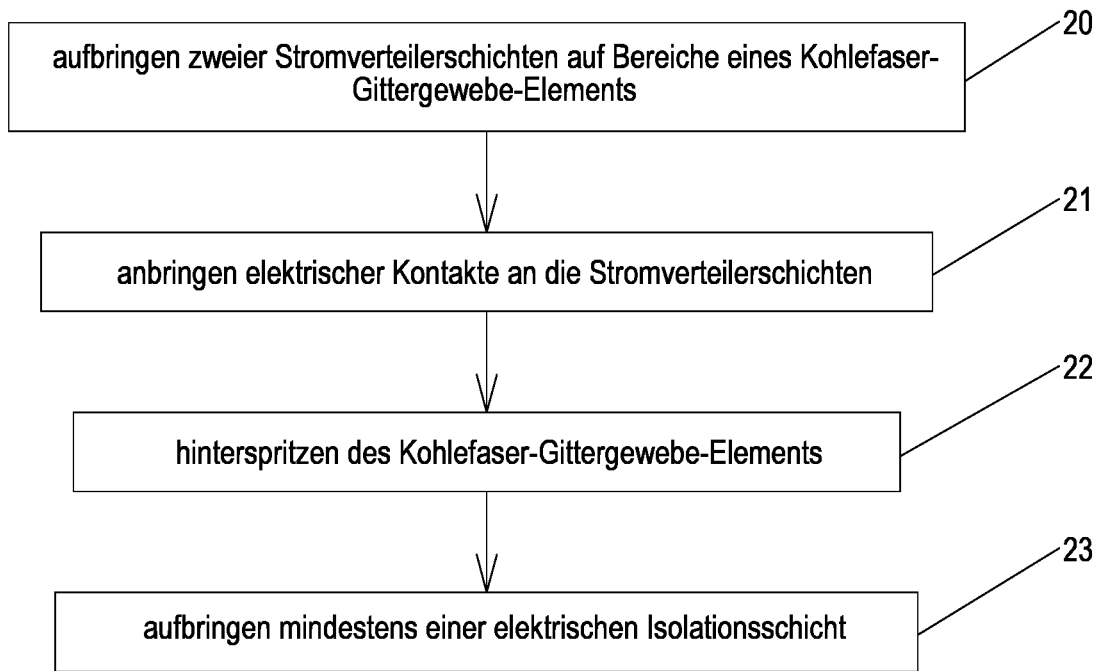 20
aufbringen zweier Stromverteilerschichten auf Bereiche eines Kohlefaser-
Gittergewebe-Elements
21
anbringen elektrischer Kontakte an die Stromverteilerschichten
22
hinterspritzen des Kohlefaser-Gittergewebe-Elements
23
aufbringen mindestens einer elektrischen Isolationsschicht